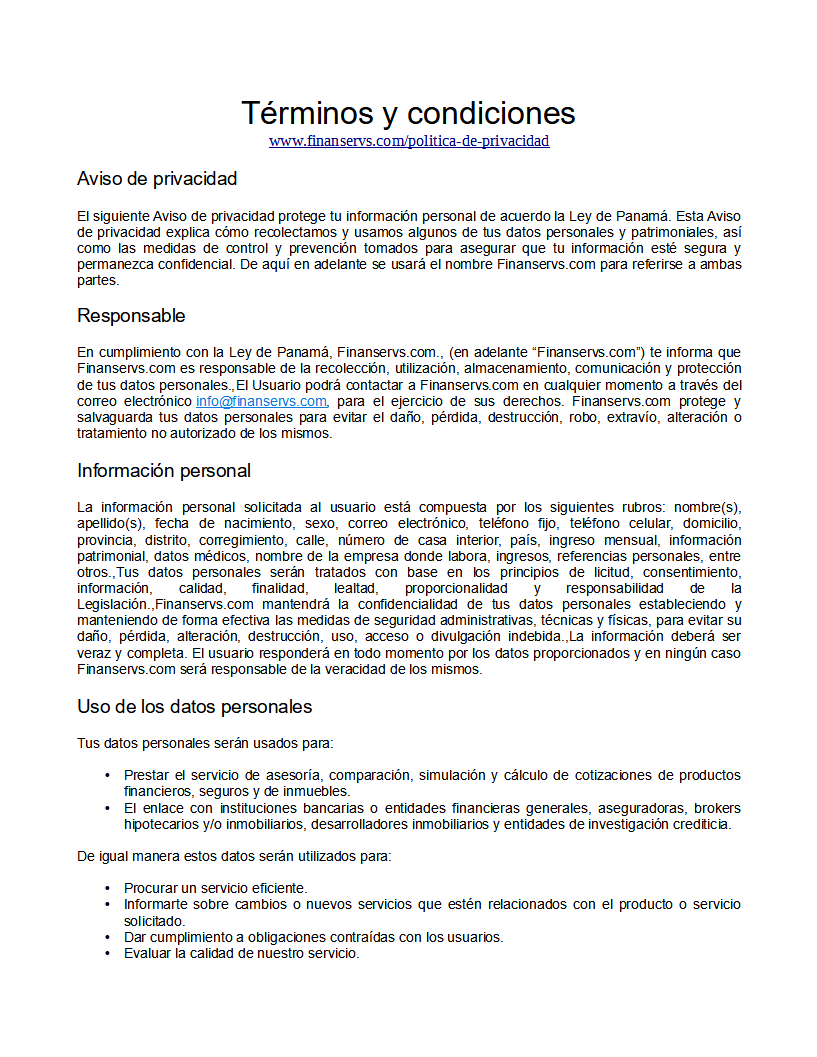 Términos y condiciones
www.finanservs.com/politica-de-privacidad
Aviso de privacidad
El siguiente Aviso de privacidad protege tu información personal de acuerdo la Ley de Panamá. Esta Aviso
de privacidad explica cómo recolectamos y usamos algunos de tus datos personales y patrimoniales, así
como las medidas de control y prevención tomados para asegurar que tu información esté segura y
permanezca confidencial. De aquí en adelante se usará el nombre Finanservs.com para referirse a ambas
partes.
Responsable
En cumplimiento con la Ley de Panamá, Finanservs.com., (en adelante “Finanservs.com”) te informa que
Finanservs.com es responsable de la recolección, utilización, almacenamiento, comunicación y protección
de tus datos personales.,El Usuario podrá contactar a Finanservs.com en cualquier momento a través del
correo electrónico info@finanservs.com, para el ejercicio de sus derechos. Finanservs.com protege y
salvaguarda tus datos personales para evitar el daño, pérdida, destrucción, robo, extravío, alteración o
tratamiento no autorizado de los mismos.
Información personal
La información personal solicitada al usuario está compuesta por los siguientes rubros: nombre(s),
apellido(s), fecha de nacimiento, sexo, correo electrónico, teléfono fijo, teléfono celular, domicilio,
provincia, distrito, corregimiento, calle, número de casa interior, país, ingreso mensual, información
patrimonial, datos médicos, nombre de la empresa donde labora, ingresos, referencias personales, entre
otros.,Tus datos personales serán tratados con base en los principios de licitud, consentimiento,
información, calidad, finalidad, lealtad, proporcionalidad y responsabilidad de la
Legislación.,Finanservs.com mantendrá la confidencialidad de tus datos personales estableciendo y
manteniendo de forma efectiva las medidas de seguridad administrativas, técnicas y físicas, para evitar su
daño, pérdida, alteración, destrucción, uso, acceso o divulgación indebida.,La información deberá ser
veraz y completa. El usuario responderá en todo momento por los datos proporcionados y en ningún caso
Finanservs.com será responsable de la veracidad de los mismos.
Uso de los datos personales
Tus datos personales serán usados para:
• Prestar el servicio de asesoría, comparación, simulación y cálculo de cotizaciones de productos
financieros, seguros y de inmuebles.
• El enlace con instituciones bancarias o entidades financieras generales, aseguradoras, brokers
hipotecarios y/o inmobiliarios, desarrolladores inmobiliarios y entidades de investigación crediticia.
De igual manera estos datos serán utilizados para:
• Procurar un servicio eficiente.
• Informarte sobre cambios o nuevos servicios que estén relacionados con el producto o servicio
solicitado.
• Dar cumplimiento a obligaciones contraídas con los usuarios.
• Evaluar la calidad de nuestro servicio.